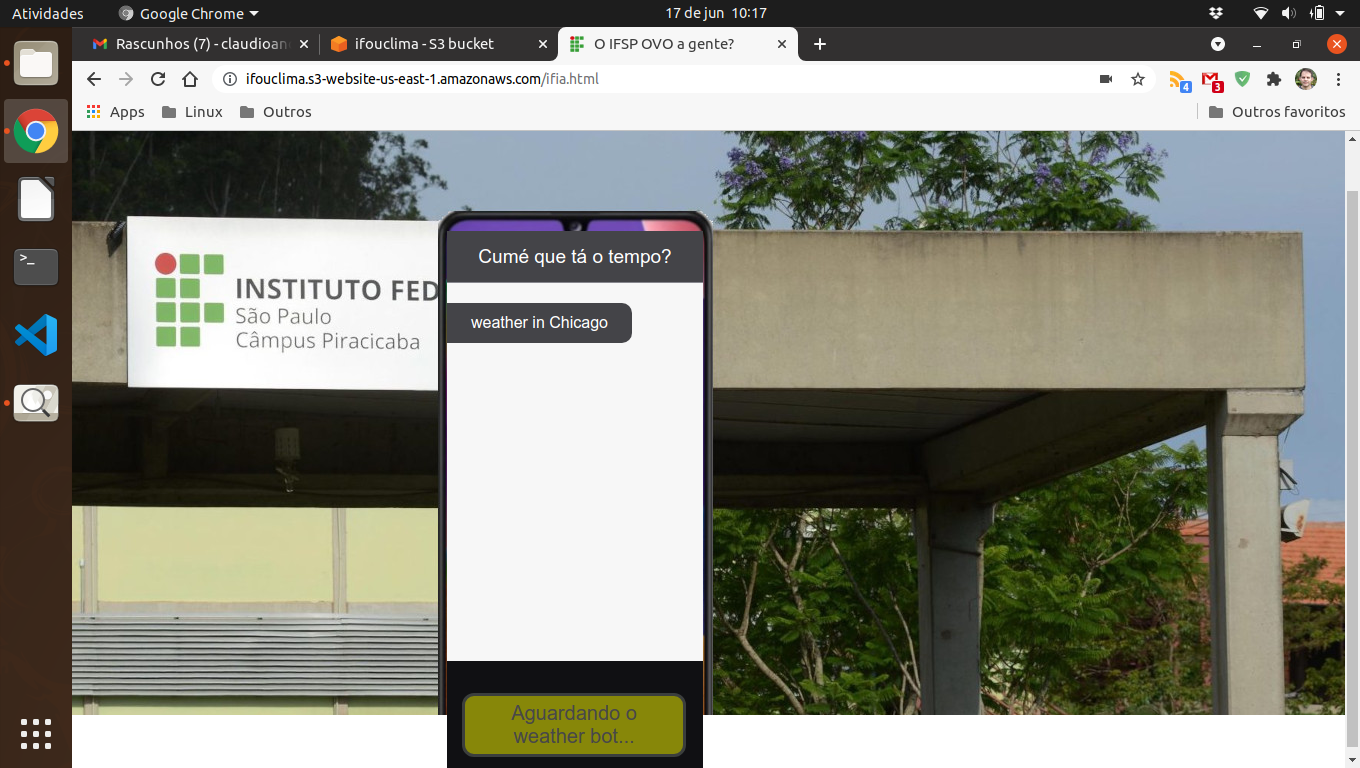 Atividades
Google Chrome
17 de jun 10:17
Rascunhos (7) - claudioan
ifouclima - S3 bucket
O IFSP OVO a gente?
ifouclima.s3-website-us-east-1.amazonaws.com/ifia.html
4
3
Apps
Linux
Outros
Outros favoritos
INSTITUTO FED
São Paulo
Câmpus Piracicaba
Cumé que tá o tempo?
weather in Chicago
>_
Aguardando o
weather bot...